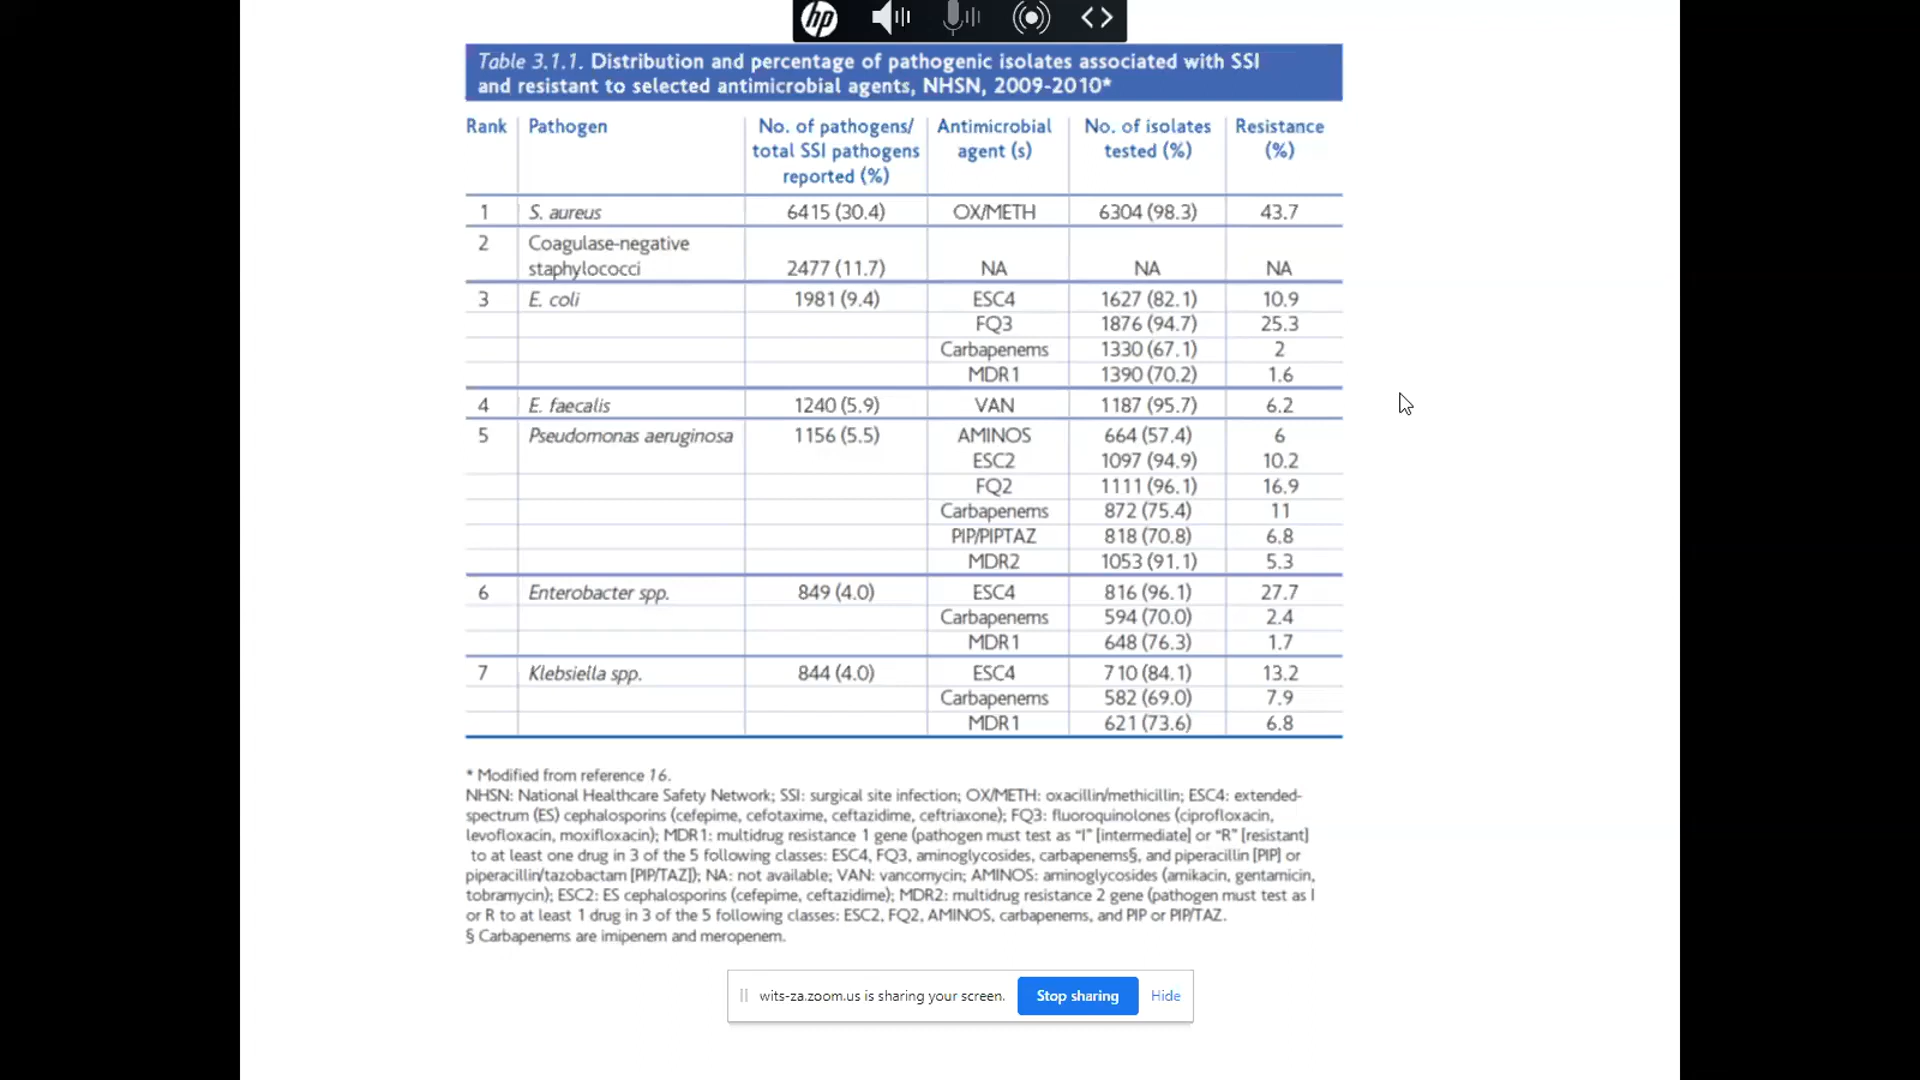 hp
Table 3.1.1. Distribution and percentage of pathogenic isolates associated with SSI
and resistant to selected antimicrobial agents, NHSN, 2009-2010*
Rank Pathogen No. of pathogens/ Antimicrobial No. of isolates Resistance
total SSI pathogens agent (s) tested (%) (%)
reported (%)
1 S. aureus 6415 (30.4) OX/METH 6304 (98.3) 43.7
2 Coagulase-negative
staphylococci 2477 (11.7) NA NA NA
3 E. coli 1981 (9.4) ESC4 1627 (82.1) 10.9
FQ3 1876 (94.7) 25.3
Carbapenems 1330 (67.1) 2
MDR1 1390 (70.2) 1.6
4 E. faecalis 1240 (5.9) VAN 1187 (95.7) 6.2
5 Pseudomonas aeruginosa 1156 (5.5) AMINOS 664 (57.4) 6
ESC2 1097 (94.9) 10.2
FQ2 1111 (96.1) 16.9
Carbapenems 872 (75.4) 11
PIP/PIPTAZ 818 (70.8) 6.8
MDR2 1053 (91.1) 5.3
6 Enterobacter spp. 849 (4.0) ESC4 816 (96.1) 27.7
Carbapenems 594 (70.0) 2.4
MDR1 648 (76.3) 1.7
7 Klebsiella spp. 844 (4.0) ESC4 710 (84.1) 13.2
Carbapenems 582 (69.0) 7.9
MDR1 621 (73.6) 6.8
* Modified from reference 16.
NHSN: National Healthcare Safety Network; SSI: surgical site infection; OX/METH: oxacillin/methicillin; ESC4: extended-
spectrum (ES) cephalosporins (cefepime, cefotaxime, ceftazidime, ceftriaxone); FQ3: fluoroquinolones (ciprofloxacin,
levofloxacin, moxifloxacin); MDR1: multidrug resistance 1 gene (pathogen must test as “I” [intermediate] or “R” [resistant]
to at least one drug in 3 of the 5 following classes: ESC4, FQ3, aminoglycosides, carbapenems§, and piperacillin [PIP] or
piperacillin/tazobactam [PIP/TAZ]); NA: not available; VAN: vancomycin; AMINOS: aminoglycosides (amikacin, gentamicin,
tobramycin); ESC2: ES cephalosporins (cefepime, ceftazidime); MDR2: multidrug resistance 2 gene (pathogen must test as I
or R to at least 1 drug in 3 of the 5 following classes: ESC2, FQ2, AMINOS, carbapenems, and PIP or PIP/TAZ.
§ Carbapenems are imipenem and meropenem.
wits-za.zoom.us is sharing your screen. Stop sharing Hide